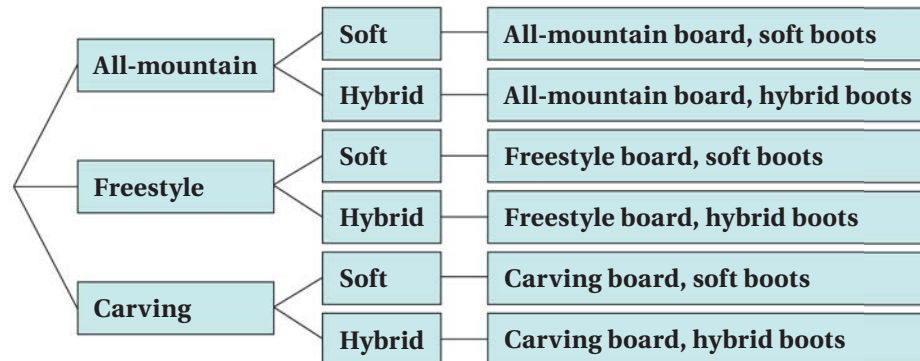 All-mountain
Soft
All-mountain board, soft boots
Hybrid
All-mountain board, hybrid boots
Freestyle
Soft
Freestyle board, soft boots
Hybrid
Freestyle board, hybrid boots
Carving
Soft
Carving board, soft boots
Hybrid
Carving board, hybrid boots